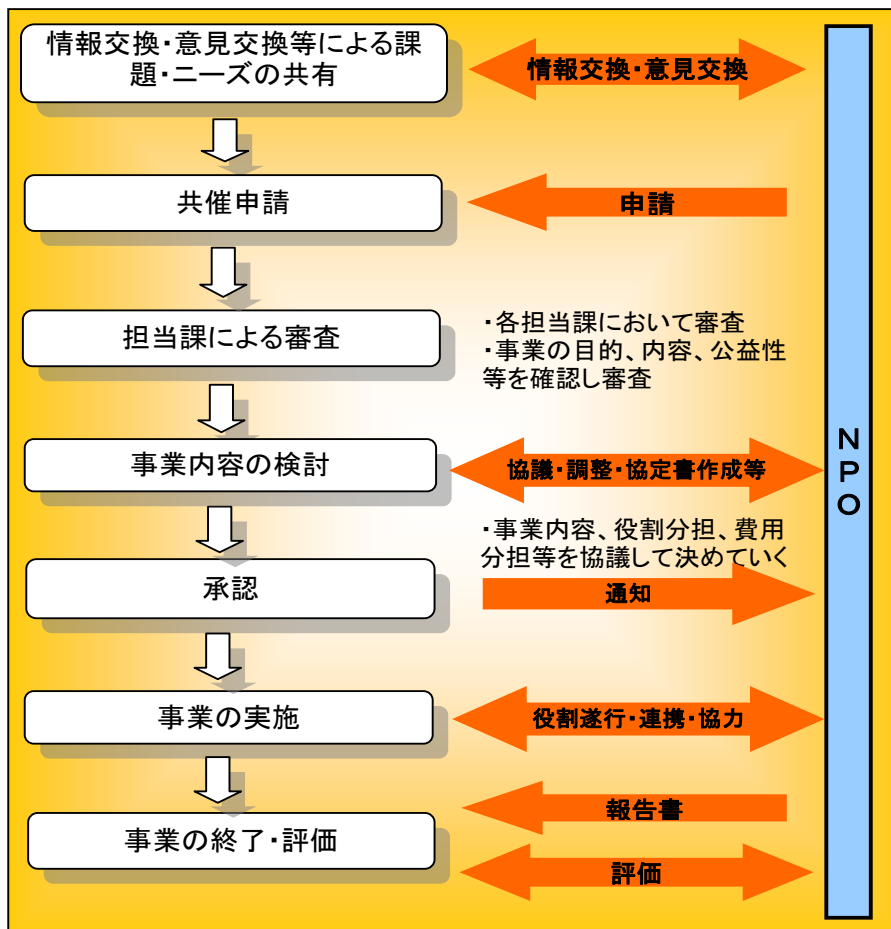 情報交換・意見交換等による課
題・ニーズの共有
情報交換・意見交換
共催申請
申請
担当課による審査
・各担当課において審査
・事業の目的、内容、公益性
等を確認し審査
事業内容の検討
協議・調整・協定書作成等
・事業内容、役割分担、費用
分担等を協議して決めていく
承認
通知
事業の実施
役割遂行・連携・協力
報告書
事業の終了・評価
評価
NPO